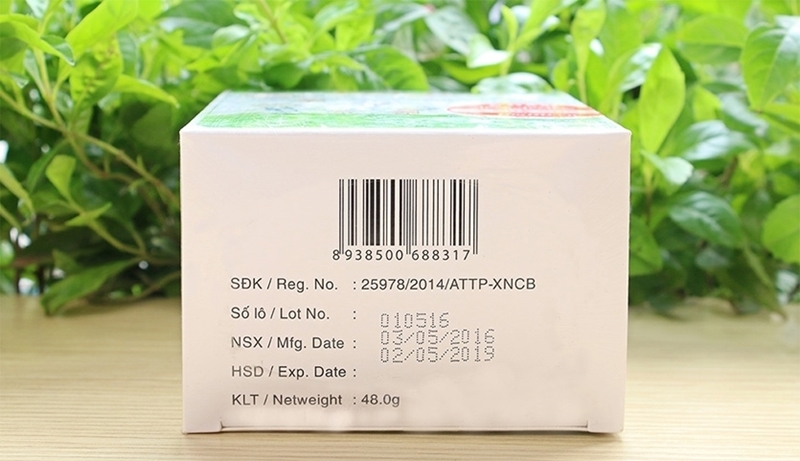 8 938500 688317
SĐK / Reg. No. : 25978/2014/ATTP-XNCB
Số lô / Lot No. : 010516
NSX / Mfg. Date : 03/05/2016
HSD / Exp. Date : 02/05/2019
KLT / Netweight : 48.0g